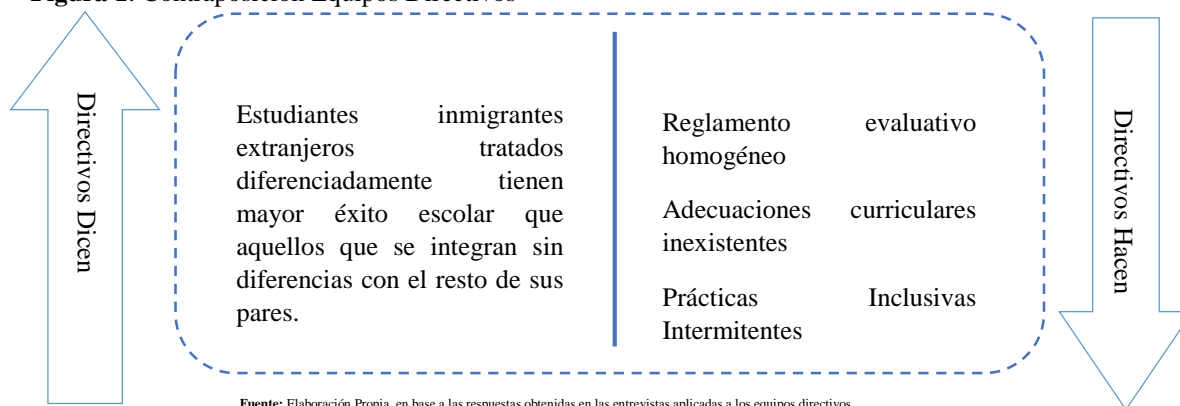 Figura 1. Contraposición Equipos Directivos
Directivos Dicen
Estudiantes inmigrantes
extranjeros tratados
diferenciadamente tienen
mayor éxito escolar que
aquellos que se integran sin
diferencias con el resto de sus
pares.
Reglamento evaluativo
homogéneo
Adecuaciones curriculares
inexistentes
Prácticas Inclusivas
Intermitentes
Directivos Hacen
Fuente: Elaboración Propia, en base a las respuestas obtenidas en las entrevistas aplicadas a los equipos directivos